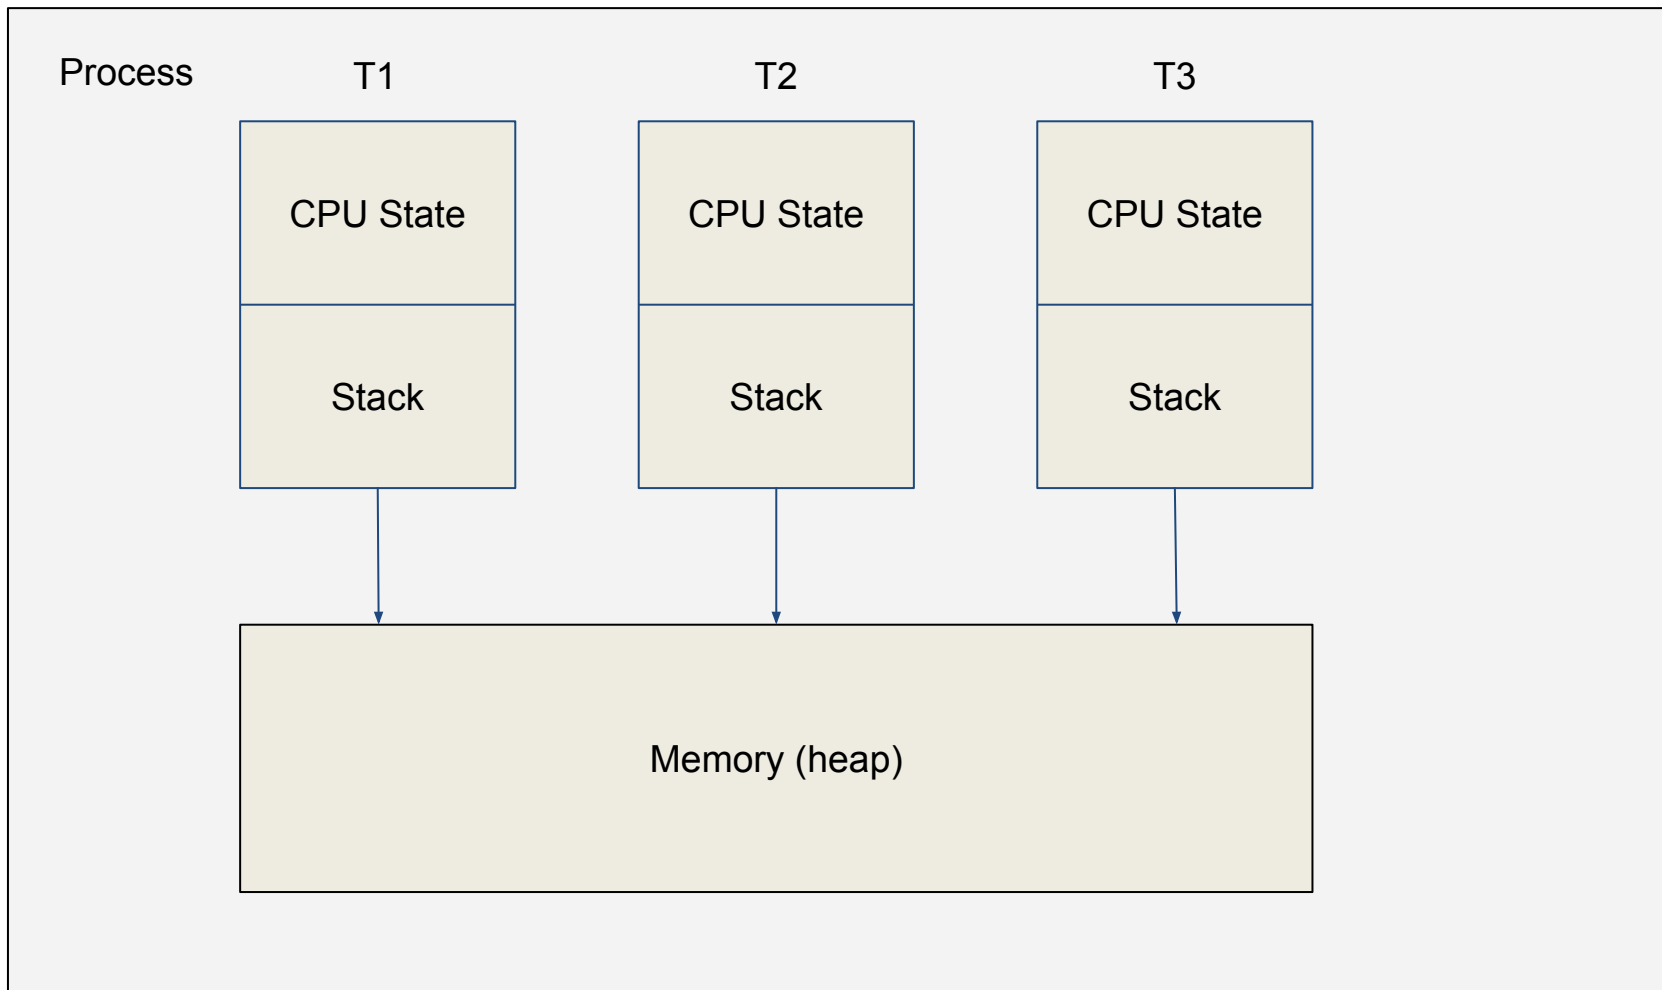 Process
T1
T2
T3
CPU State
CPU State
CPU State
Stack
Stack
Stack
Memory (heap)